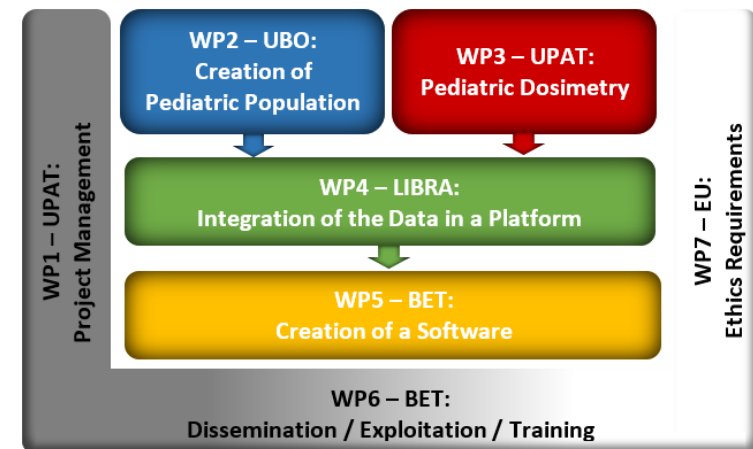 WP1 – UPAT:
Project Management
WP2 – UBO:
Creation of
Pediatric Population
WP3 – UPAT:
Pediatric Dosimetry
WP4 – LIBRA:
Integration of the Data in a Platform
WP5 – BET:
Creation of a Software
WP6 – BET:
Dissemination / Exploitation / Training
WP7 – EU:
Ethics Requirements